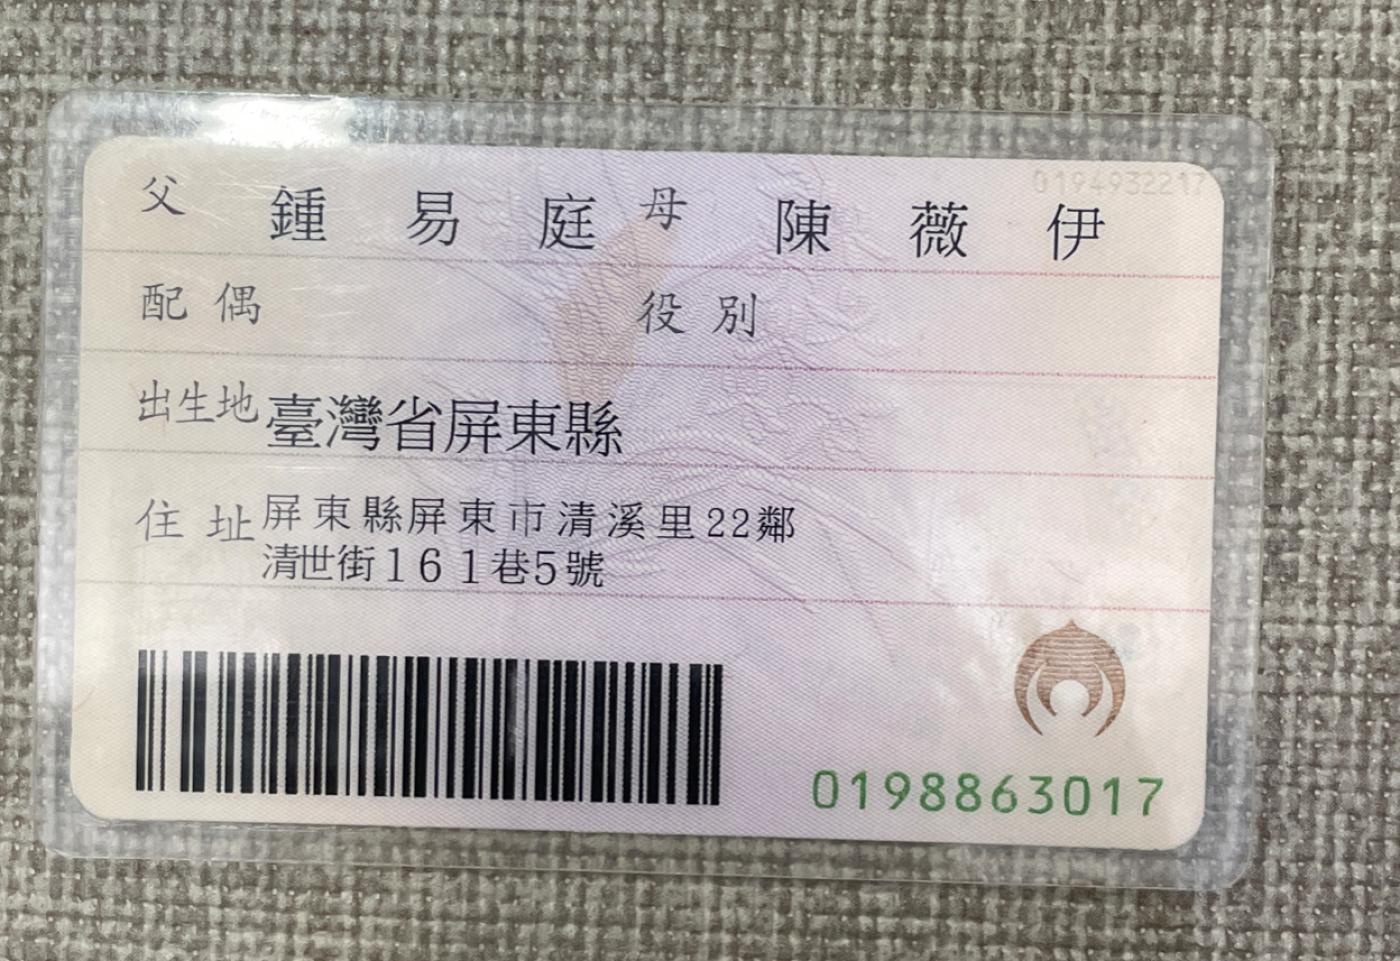 父 鍾易庭 母 陳薇伊
0194932217
配偶 役別
出生地 臺灣省屏東縣
住址 屏東縣屏東市清溪里22鄰
清世街161巷5號
0198863017